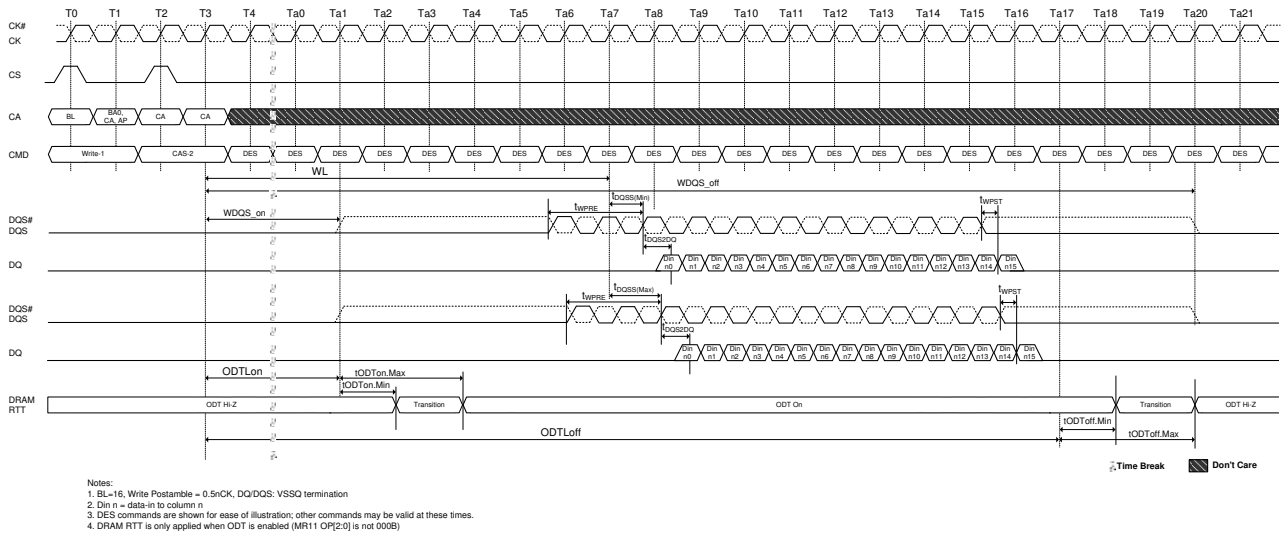 T0 T1 T2 T3 T4 Ta0 Ta1 Ta2 Ta3 Ta4 Ta5 Ta6 Ta7 Ta8 Ta9 Ta10 Ta11 Ta12 Ta13 Ta14 Ta15 Ta16 Ta17 Ta18 Ta19 Ta20 Ta21
CK#
CK
CS
CA BL BA0, CA, AP CA CA
CMD Write-1 CAS-2 DES DES DES DES DES DES DES DES DES DES DES DES DES DES DES DES DES DES DES DES DES DES DES
WL
WDQS_off
tDQSS(Min)
WDQS_on tWPRE tWPST
DQS#
DQS
tDQS2DQ
DQ Din n0 Din n1 Din n2 Din n3 Din n4 Din n5 Din n6 Din n7 Din n8 Din n9 Din n10 Din n11 Din n12 Din n13 Din n14 Din n15
tDQSS(Max)
tWPRE tWPST
DQS#
DQS
tDQS2DQ
DQ Din n0 Din n1 Din n2 Din n3 Din n4 Din n5 Din n6 Din n7 Din n8 Din n9 Din n10 Din n11 Din n12 Din n13 Din n14 Din n15
ODTLon tODTon.Max
tODTon.Min
DRAM RTT ODT Hi-Z Transition ODT On Transition ODT Hi-Z
tODToff.Min
ODTLoff tODToff.Max
Time Break Don't Care
Notes:
1. BL=16, Write Postamble = 0.5nCK, DQ/DQS: VSSQ termination
2. Din n = data-in to column n
3. DES commands are shown for ease of illustration; other commands may be valid at these times.
4. DRAM RTT is only applied when ODT is enabled (MR11 OP[2:0] is not 000B)